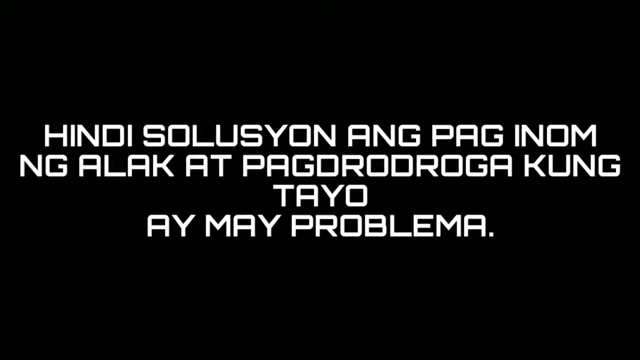 HINDI SOLUSYON ANG PAG INOM
NG ALAK AT PAGDRODROGA KUNG
TAYO
AY MAY PROBLEMA.